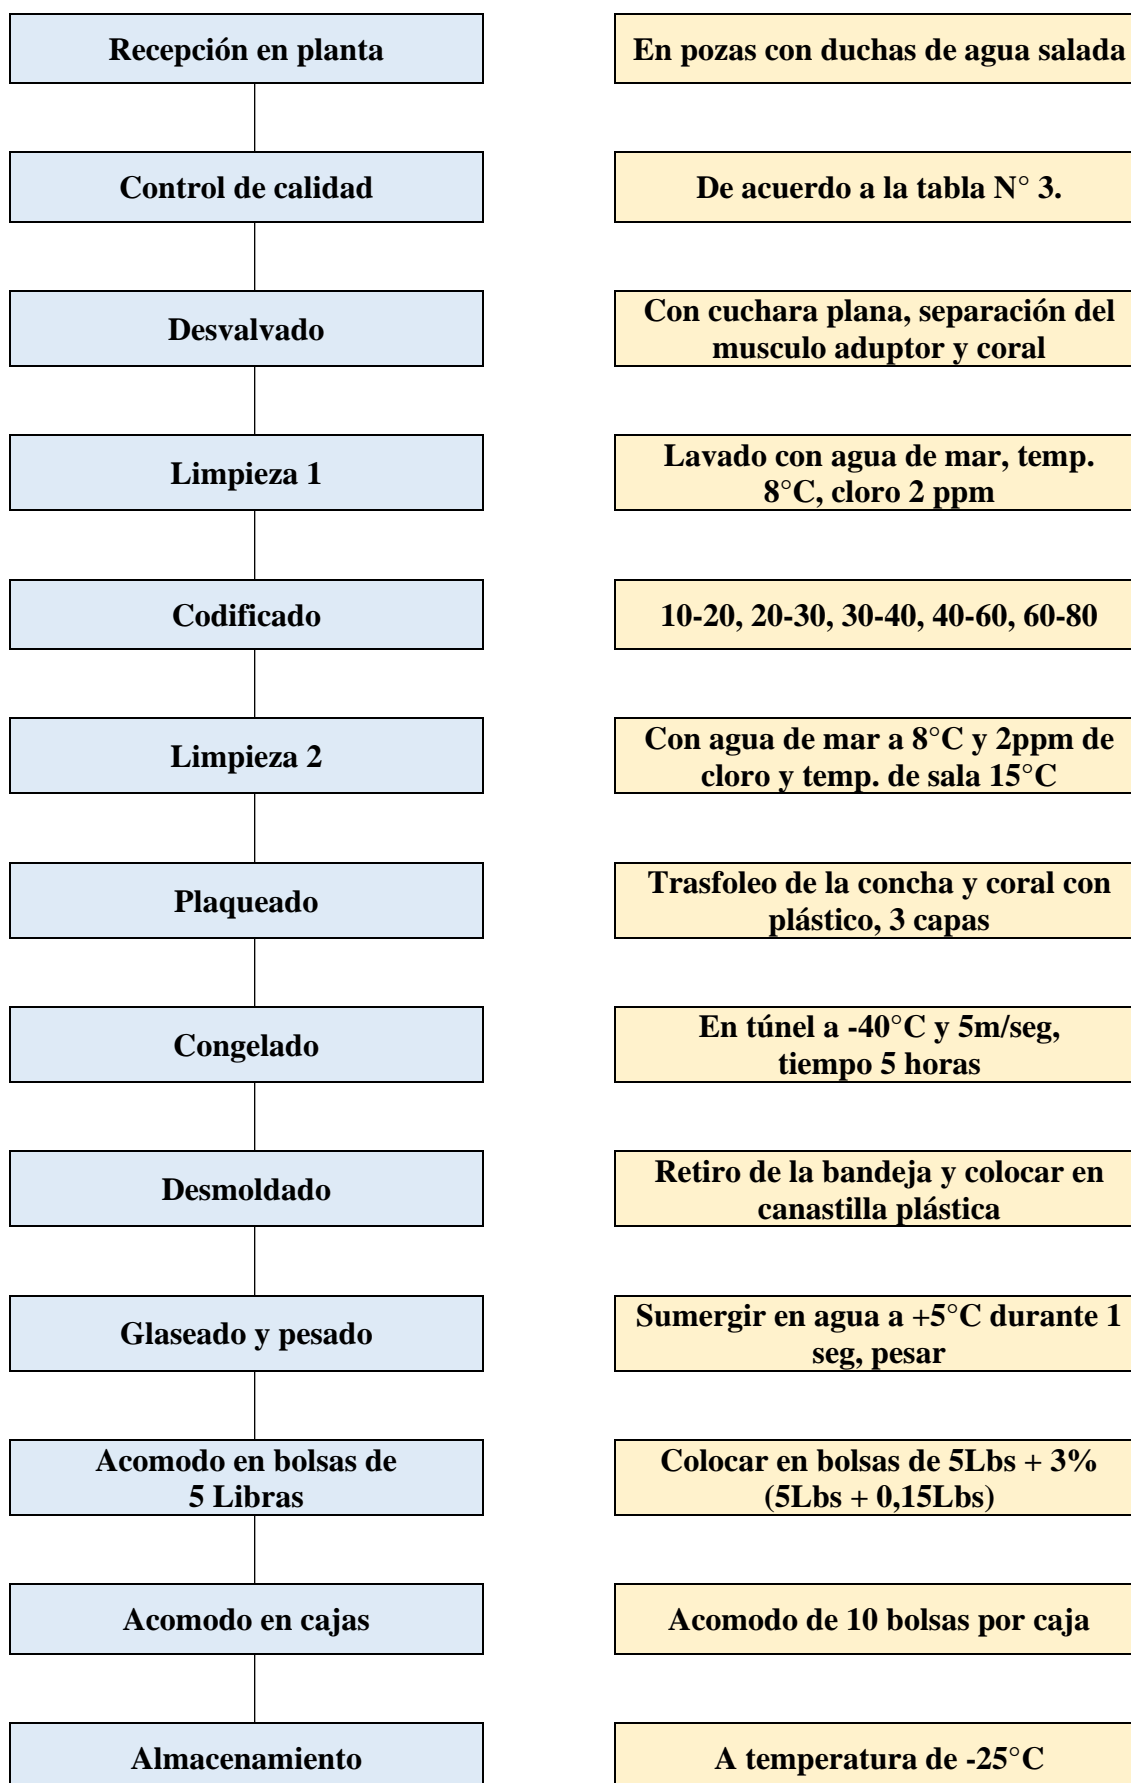 Recepción en planta
En pozas con duchas de agua salada
Control de calidad
De acuerdo a la tabla N° 3.
Desvalvado
Con cuchara plana, separación del
musculo aduptor y coral
Limpieza 1
Lavado con agua de mar, temp.
8°C, cloro 2 ppm
Codificado
10-20, 20-30, 30-40, 40-60, 60-80
Limpieza 2
Con agua de mar a 8°C y 2ppm de
cloro y temp. de sala 15°C
Plaqueado
Trasfoleo de la concha y coral con
plástico, 3 capas
Congelado
En túnel a -40°C y 5m/seg,
tiempo 5 horas
Desmoldado
Retiro de la bandeja y colocar en
canastilla plástica
Glaseado y pesado
Sumergir en agua a +5°C durante 1
seg, pesar
Acomodo en bolsas de
5 Libras
Colocar en bolsas de 5Lbs + 3%
(5Lbs + 0,15Lbs)
Acomodo en cajas
Acomodo de 10 bolsas por caja
Almacenamiento
A temperatura de -25°C